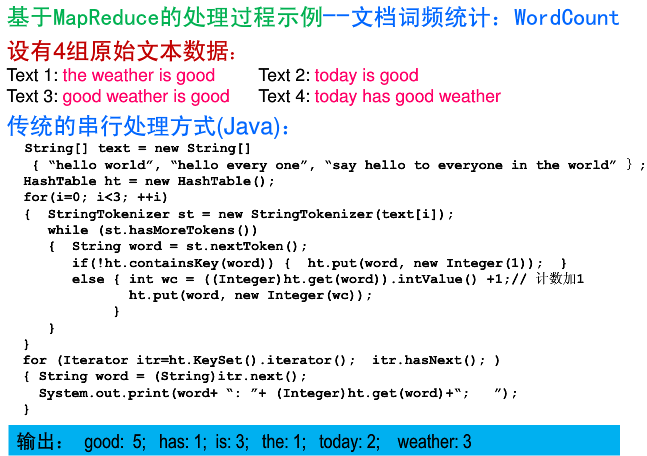 基于MapReduce的处理过程示例--文档词频统计：WordCount
设有4组原始文本数据：
Text 1: the weather is good Text 2: today is good
Text 3: good weather is good Text 4: today has good weather
传统的串行处理方式(Java)：
String[] text = new String[]
{ “hello world”, “hello every one”, “say hello to everyone in the world” } ;
HashTable ht = new HashTable();
for(i=0; i<3; ++i)
{ StringTokenizer st = new StringTokenizer(text[i]);
while (st.hasMoreTokens())
{ String word = st.nextToken();
if(!ht.containsKey(word)) { ht.put(word, new Integer(1)); }
else { int wc = ((Integer)ht.get(word)).intValue() +1;// 计数加1
ht.put(word, new Integer(wc));
}
}
}
for (Iterator itr=ht.KeySet().iterator(); itr.hasNext(); )
{ String word = (String)itr.next();
System.out.print(word+ “: ”+ (Integer)ht.get(word)+“; ”);
}
输出： good: 5; has: 1; is: 3; the: 1; today: 2; weather: 3